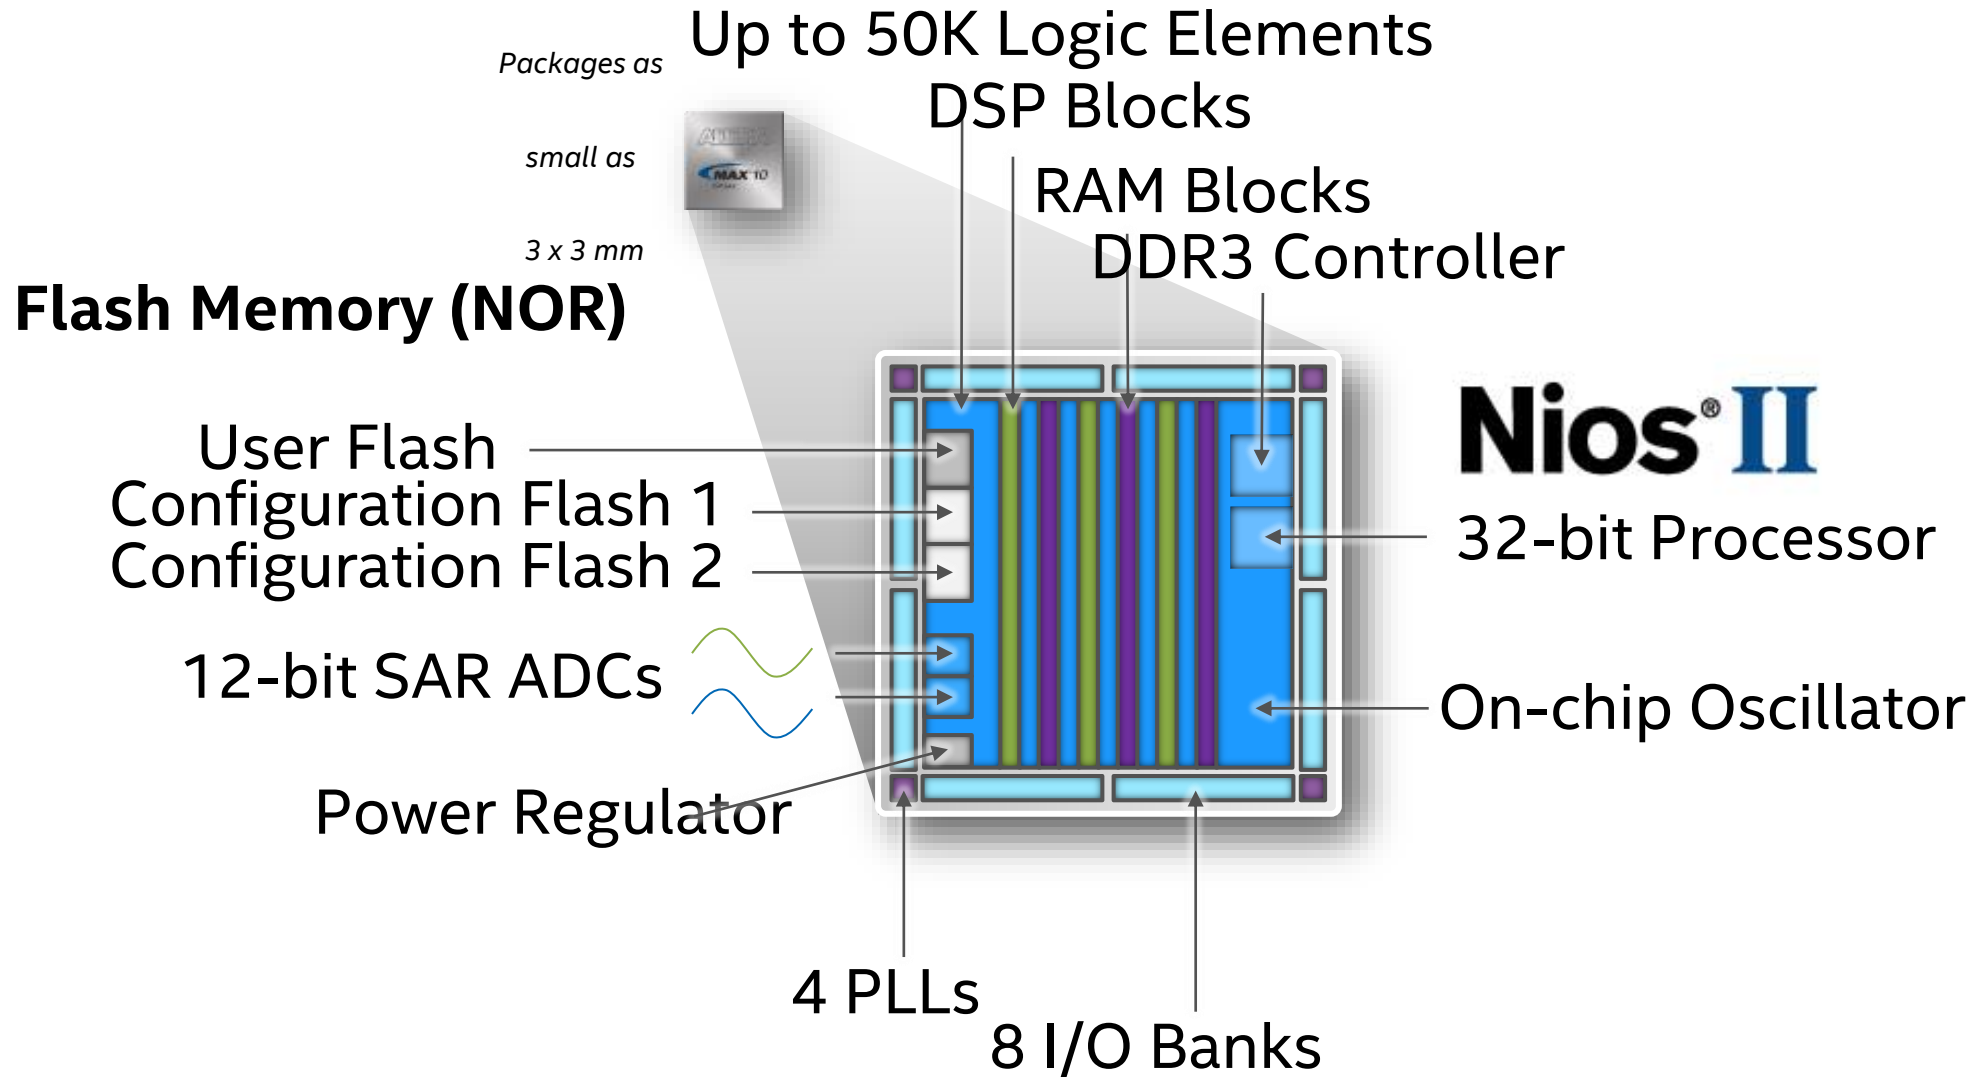 Up to 50K Logic Elements
Packages as
DSP Blocks
small as
MAX 10
RAM Blocks
3 x 3 mm
DDR3 Controller
Flash Memory (NOR)
Nios® II
User Flash
Configuration Flash 1
32-bit Processor
Configuration Flash 2
12-bit SAR ADCs
On-chip Oscillator
Power Regulator
4 PLLs
8 I/O Banks